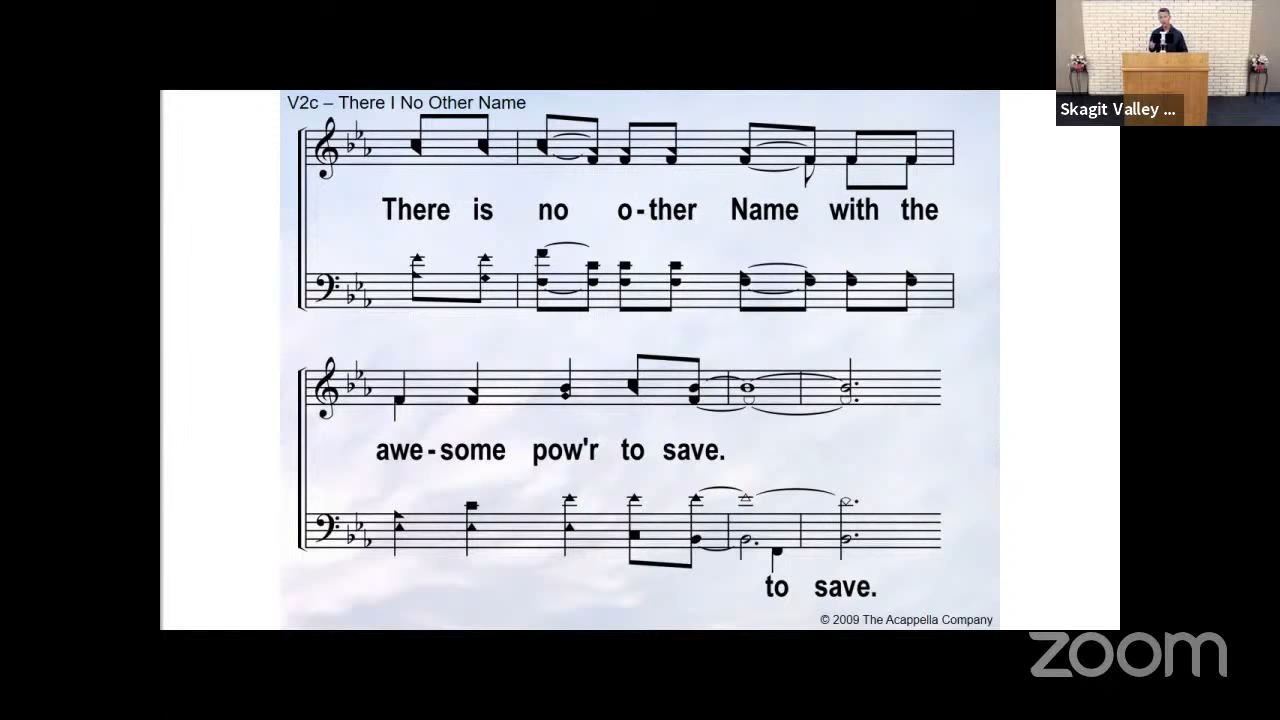 V2c – There I No Other Name
There is no o-ther Name with the
awe-some pow'r to save.
to save.
© 2009 The Acappella Company
Skagit Valley ...
zoom